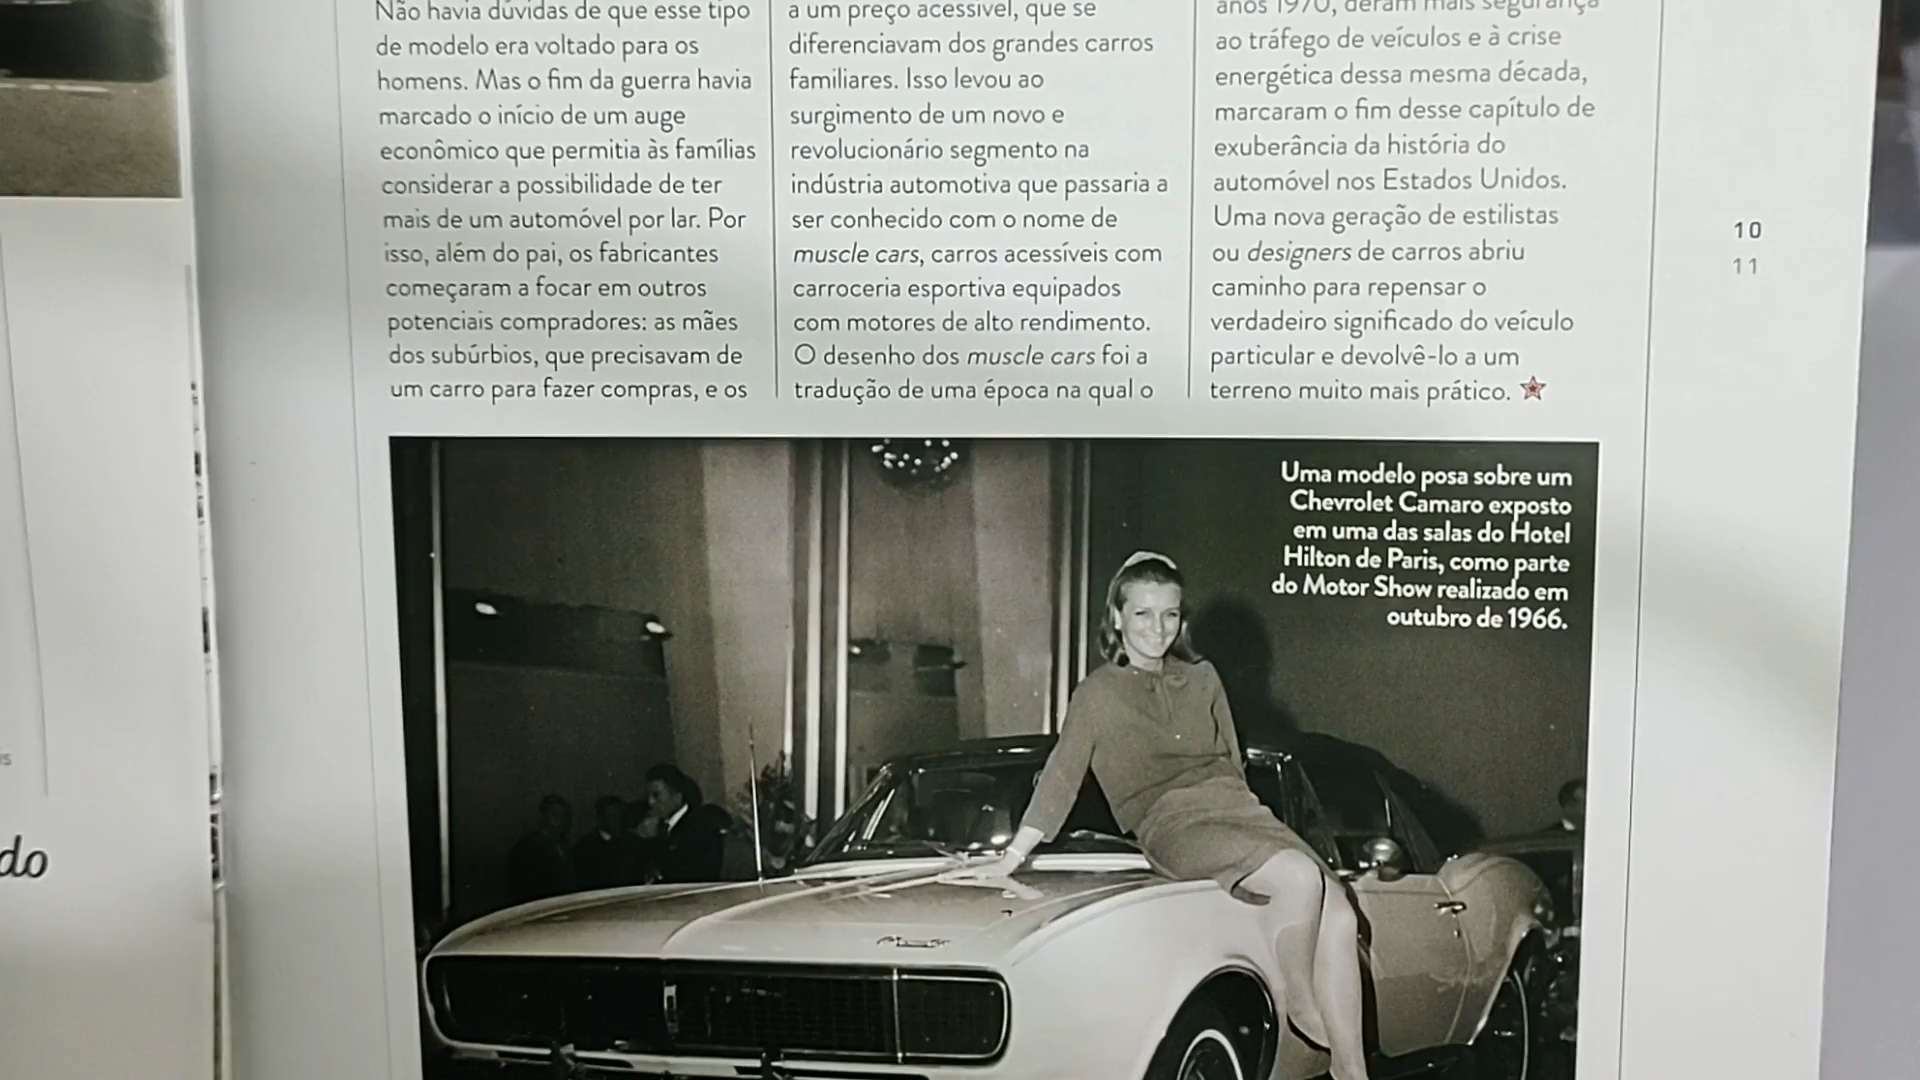 Não havia dúvidas de que esse tipo
de modelo era voltado para os
homens. Mas o fim da guerra havia
marcado o início de um auge
econômico que permitia às famílias
considerar a possibilidade de ter
mais de um automóvel por lar. Por
isso, além do pai, os fabricantes
começaram a focar em outros
potenciais compradores: as mães
dos subúrbios, que precisavam de
um carro para fazer compras, e os
a um preço acessível, que se
diferenciavam dos grandes carros
familiares. Isso levou ao
surgimento de um novo e
revolucionário segmento na
indústria automotiva que passaria a
ser conhecido com o nome de
muscle cars, carros acessíveis com
carroceria esportiva equipados
com motores de alto rendimento.
O desenho dos muscle cars foi a
tradução de uma época na qual o
anos 1970, deram mais segurança
ao tráfego de veículos e à crise
energética dessa mesma década,
marcaram o fim desse capítulo de
exuberância da história do
automóvel nos Estados Unidos.
Uma nova geração de estilistas
ou designers de carros abriu
caminho para repensar o
verdadeiro significado do veículo
particular e devolvê-lo a um
terreno muito mais prático.
10
11
Uma modelo posa sobre um
Chevrolet Camaro exposto
em uma das salas do Hotel
Hilton de Paris, como parte
do Motor Show realizado em
outubro de 1966.
do